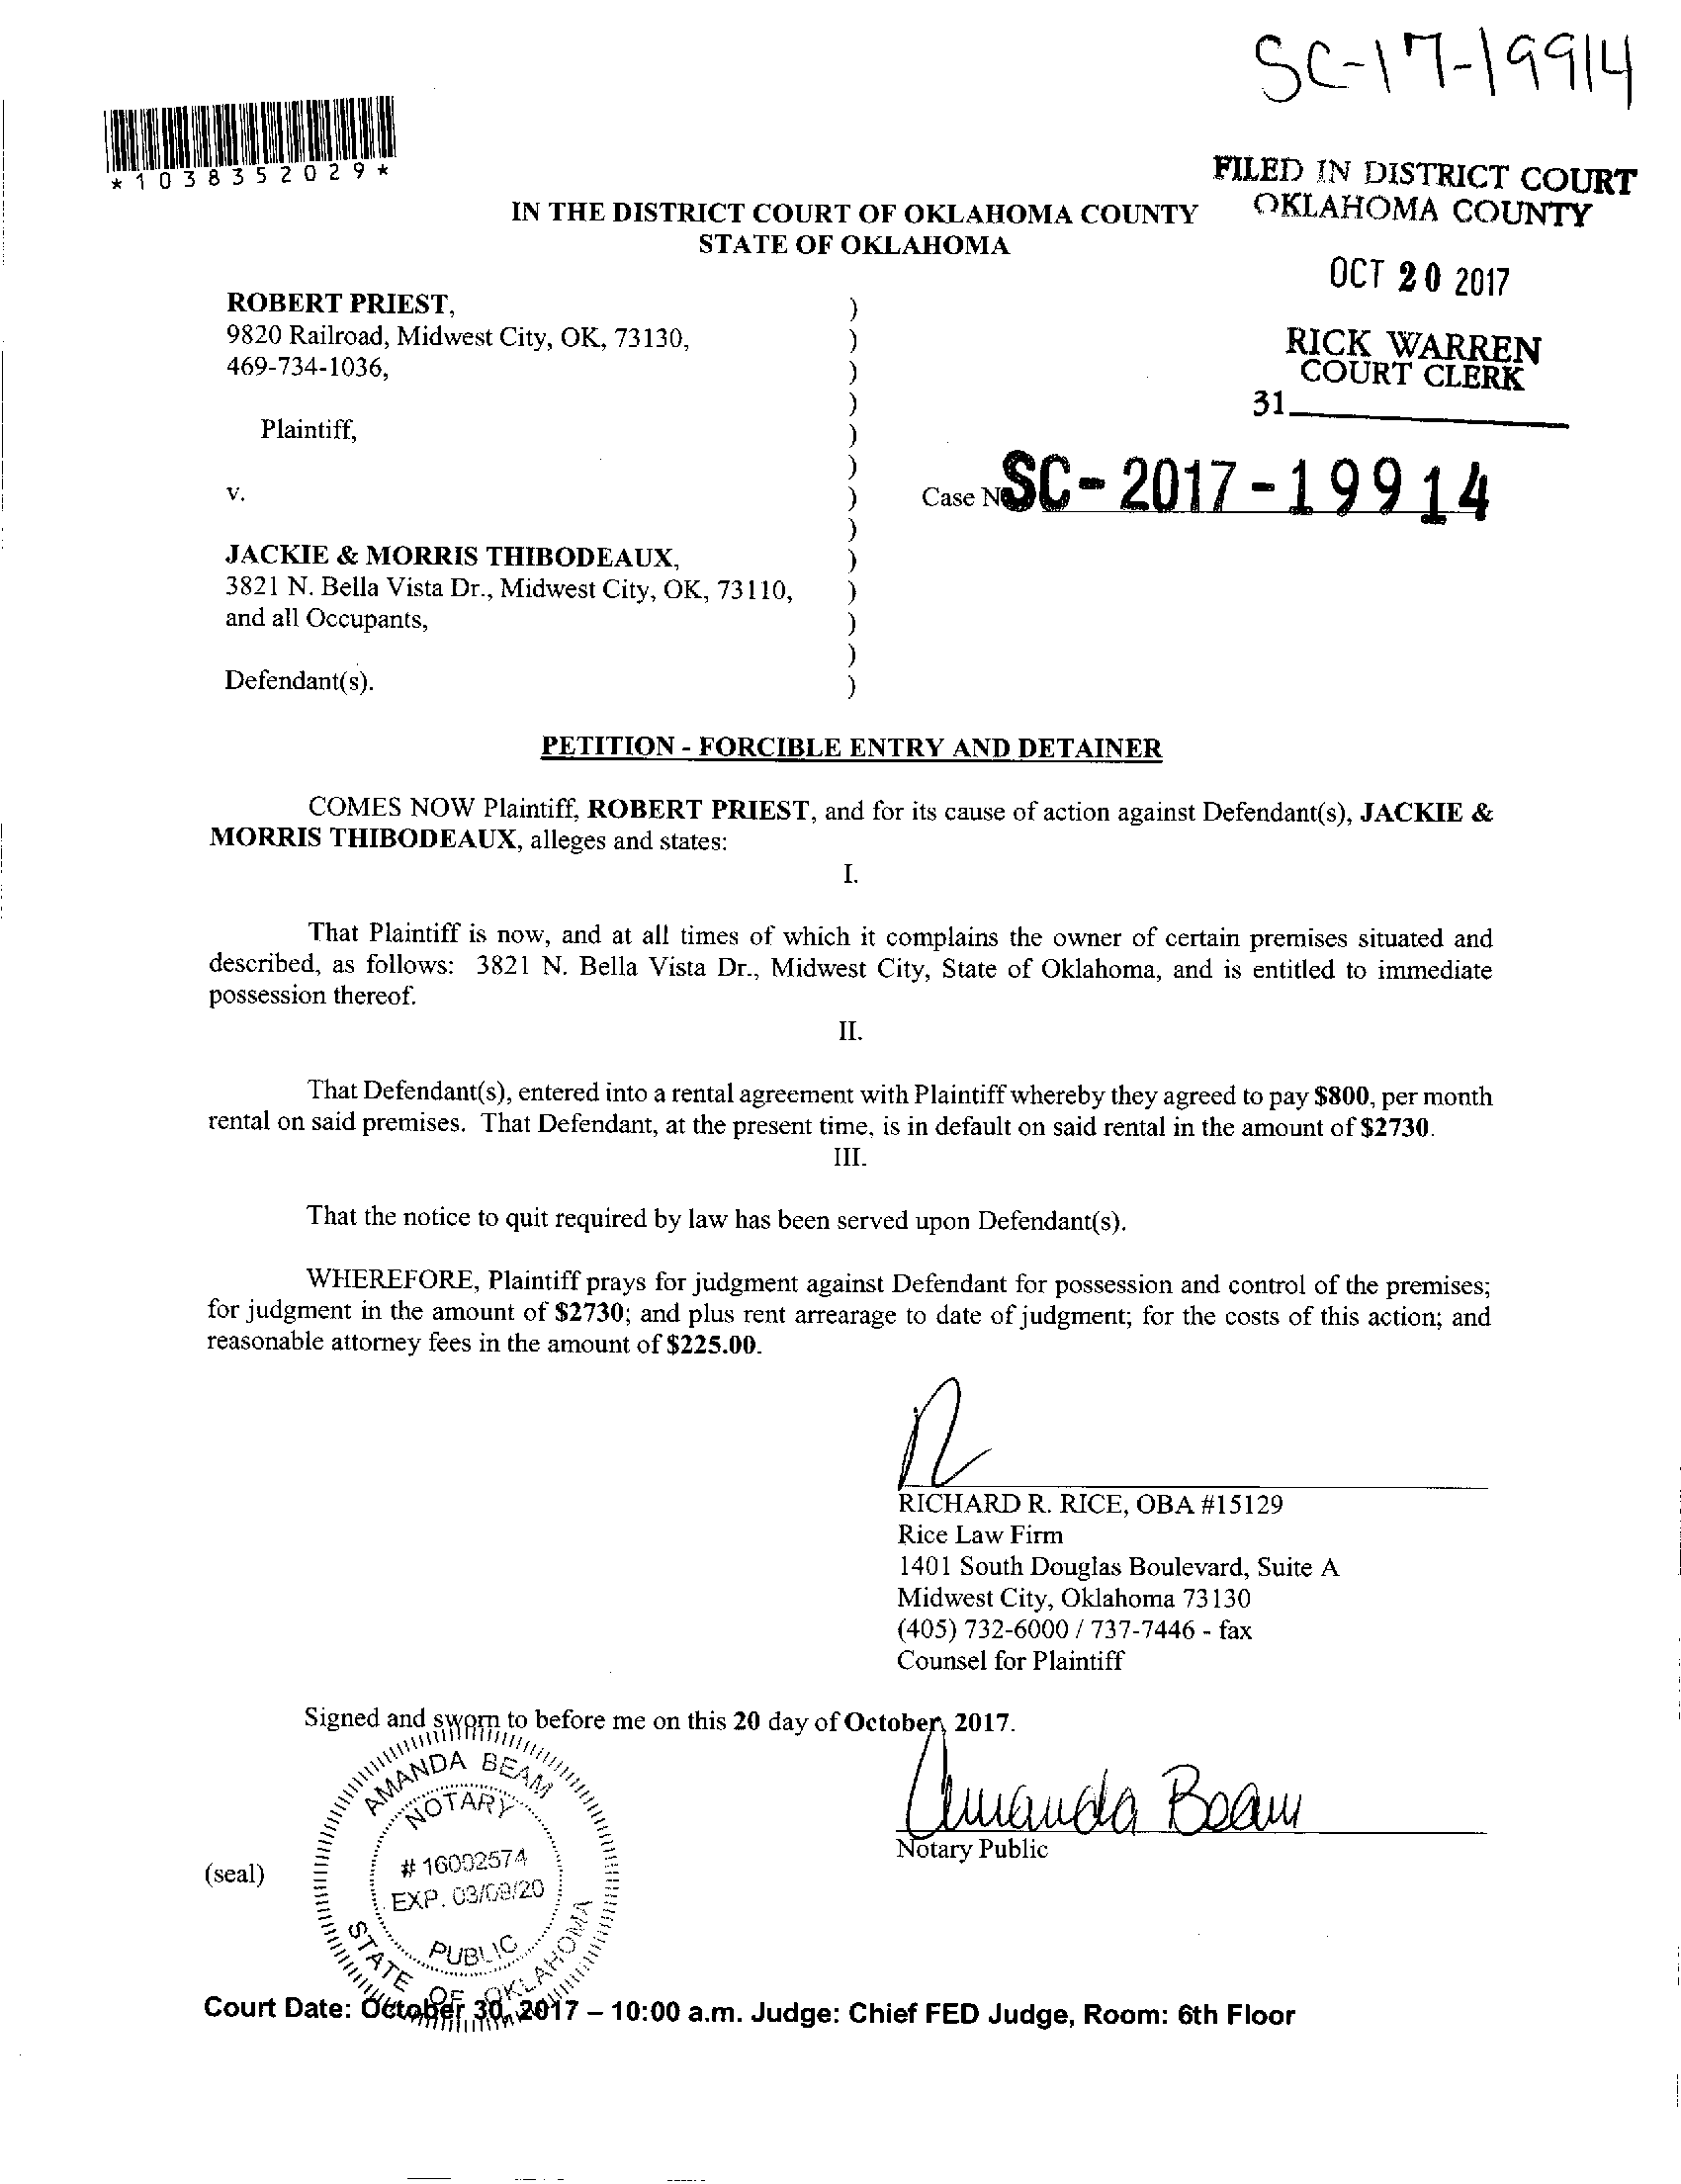 SC-17-19914
*1038352029*
FILED IN DISTRICT COURT
OKLAHOMA COUNTY
IN THE DISTRICT COURT OF OKLAHOMA COUNTY
STATE OF OKLAHOMA
OCT 20 2017
RICK WARREN
COURT CLERK
31
ROBERT PRIEST, )
9820 Railroad, Midwest City, OK, 73130, )
469-734-1036, )
)
Plaintiff, )
)
v. ) Case No SC-2017-19914
)
JACKIE & MORRIS THIBODEAUX, )
3821 N. Bella Vista Dr., Midwest City, OK, 73110, )
and all Occupants, )
)
Defendant(s). )
PETITION - FORCIBLE ENTRY AND DETAINER
COMES NOW Plaintiff, ROBERT PRIEST, and for its cause of action against Defendant(s), JACKIE &
MORRIS THIBODEAUX, alleges and states:
I.
That Plaintiff is now, and at all times of which it complains the owner of certain premises situated and
described, as follows: 3821 N. Bella Vista Dr., Midwest City, State of Oklahoma, and is entitled to immediate
possession thereof.
II.
That Defendant(s), entered into a rental agreement with Plaintiff whereby they agreed to pay $800, per month
rental on said premises. That Defendant, at the present time, is in default on said rental in the amount of $2730.
III.
That the notice to quit required by law has been served upon Defendant(s).
WHEREFORE, Plaintiff prays for judgment against Defendant for possession and control of the premises;
for judgment in the amount of $2730; and plus rent arrearage to date of judgment; for the costs of this action; and
reasonable attorney fees in the amount of $225.00.
RICHARD R. RICE, OBA #15129
Rice Law Firm
1401 South Douglas Boulevard, Suite A
Midwest City, Oklahoma 73130
(405) 732-6000 / 737-7446 - fax
Counsel for Plaintiff
Signed and sworn to before me on this 20 day of October, 2017.
Amanda Beam
Notary Public
(seal)
AMANDA BEAM
NOTARY
# 16002574
EXP. 03/09/20
PUBLIC
STATE OF OKLAHOMA
Court Date: October 30, 2017 – 10:00 a.m. Judge: Chief FED Judge, Room: 6th Floor